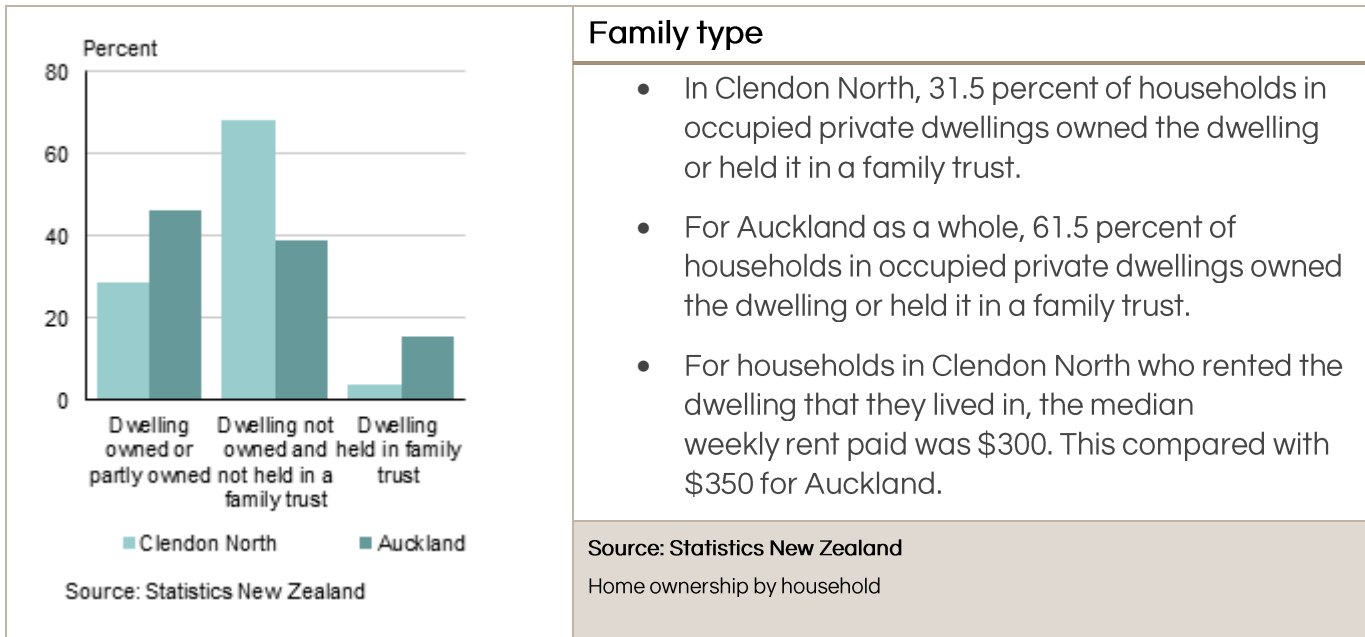 Percent
80
60
40
20
0
Dwelling owned or partly owned
Dwelling not owned and not held in a family trust
Dwelling held in family trust
Clendon North
Auckland
Source: Statistics New Zealand
Family type
• In Clendon North, 31.5 percent of households in
occupied private dwellings owned the dwelling
or held it in a family trust.
• For Auckland as a whole, 61.5 percent of
households in occupied private dwellings owned
the dwelling or held it in a family trust.
• For households in Clendon North who rented the
dwelling that they lived in, the median
weekly rent paid was $300. This compared with
$350 for Auckland.
Source: Statistics New Zealand
Home ownership by household